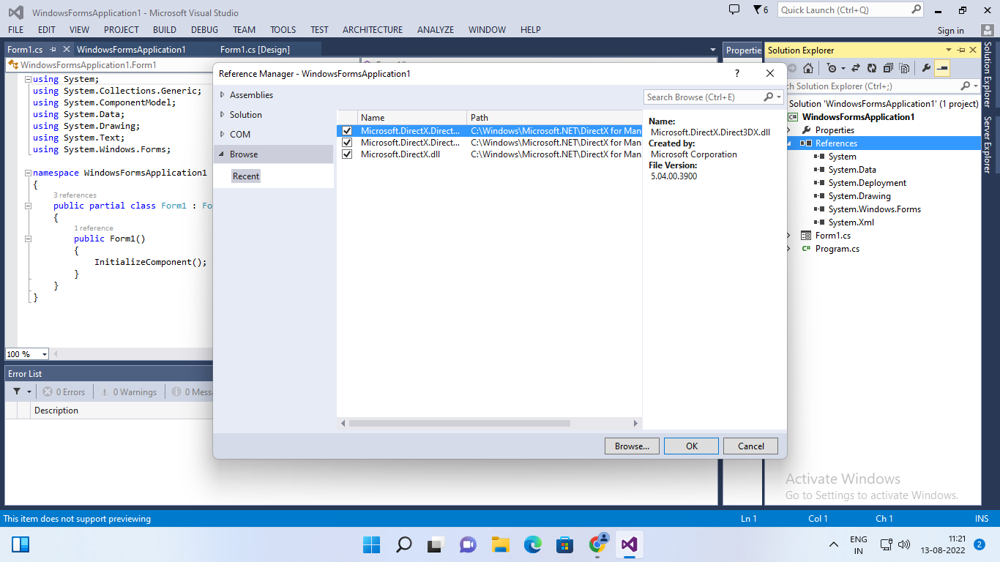 WindowsFormsApplication1 - Microsoft Visual Studio
6
Quick Launch (Ctrl+Q)
FILE EDIT VIEW PROJECT BUILD DEBUG TEAM TOOLS TEST ARCHITECTURE ANALYZE WINDOW HELP
Sign in
Form1.cs WindowsFormsApplication1 Form1.cs [Design]
WindowsFormsApplication1.Form1
using System;
using System.Collections.Generic;
using System.ComponentModel;
using System.Data;
using System.Drawing;
using System.Text;
using System.Windows.Forms;
namespace WindowsFormsApplication1
{
3 references
public partial class Form1 : Fo
{
1 reference
public Form1()
{
InitializeComponent();
}
}
}
100 %
Error List
0 Errors 0 Warnings 0 Messa
Description
Reference Manager - WindowsFormsApplication1
?
Assemblies
Solution
COM
Browse
Recent
Search Browse (Ctrl+E)
Name Path
Microsoft.DirectX.Direct... C:\Windows\Microsoft.NET\DirectX for Man
Microsoft.DirectX.Direct... C:\Windows\Microsoft.NET\DirectX for Man
Microsoft.DirectX.dll C:\Windows\Microsoft.NET\DirectX for Man
Name:
Microsoft.DirectX.Direct3DX.dll
Created by:
Microsoft Corporation
File Version:
5.04.00.3900
Browse... OK Cancel
Propertie
Solution Explorer
ch Solution Explorer (Ctrl+;)
Solution 'WindowsFormsApplication1' (1 project)
C# WindowsFormsApplication1
Properties
References
System
System.Data
System.Deployment
System.Drawing
System.Windows.Forms
System.Xml
Form1.cs
C# Program.cs
Solution Explorer
Server Explorer
Activate Windows
Go to Settings to activate Windows.
This item does not support previewing
Ln 1 Col 1 Ch 1 INS
ENG
IN
11:21
13-08-2022
2